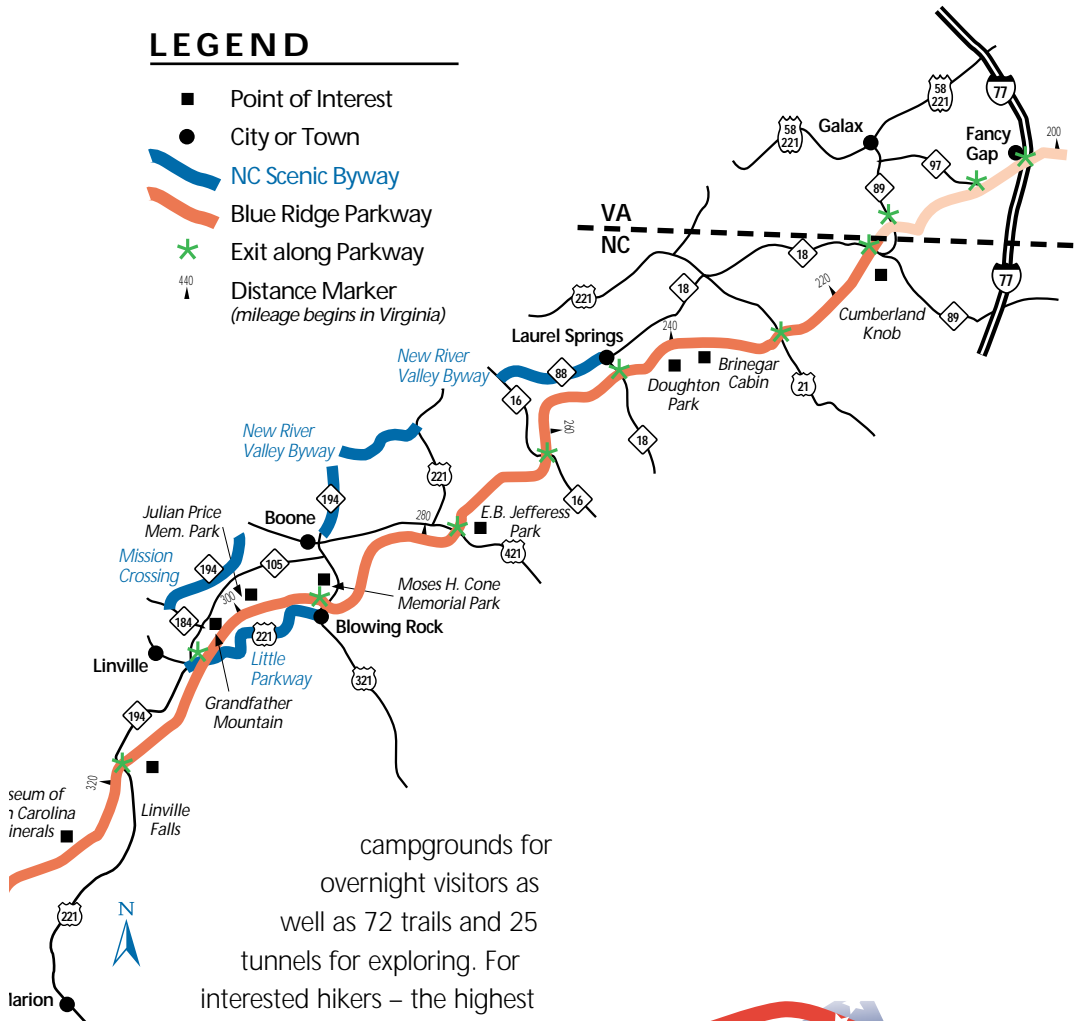 LEGEND
Point of Interest
City or Town
NC Scenic Byway
Blue Ridge Parkway
Exit along Parkway
440
Distance Marker
(mileage begins in Virginia)
77
58
221
Galax
58
221
Fancy
Gap
200
97
89
VA
NC
18
77
221
18
220
Cumberland
Knob
89
Laurel Springs
240
New River
Valley Byway
88
Brinegar
Cabin
Doughton
Park
21
16
18
260
New River
Valley Byway
221
16
194
Julian Price
Mem. Park
Boone
280
E.B. Jefferess
Park
421
Mission
Crossing
194
105
Moses H. Cone
Memorial Park
300
184
Blowing Rock
221
Linville
Little
Parkway
321
Grandfather
Mountain
194
320
seum of
Carolina
inerals
Linville
Falls
campgrounds for
overnight visitors as
well as 72 trails and 25
tunnels for exploring. For
interested hikers – the highest
221
N
larion